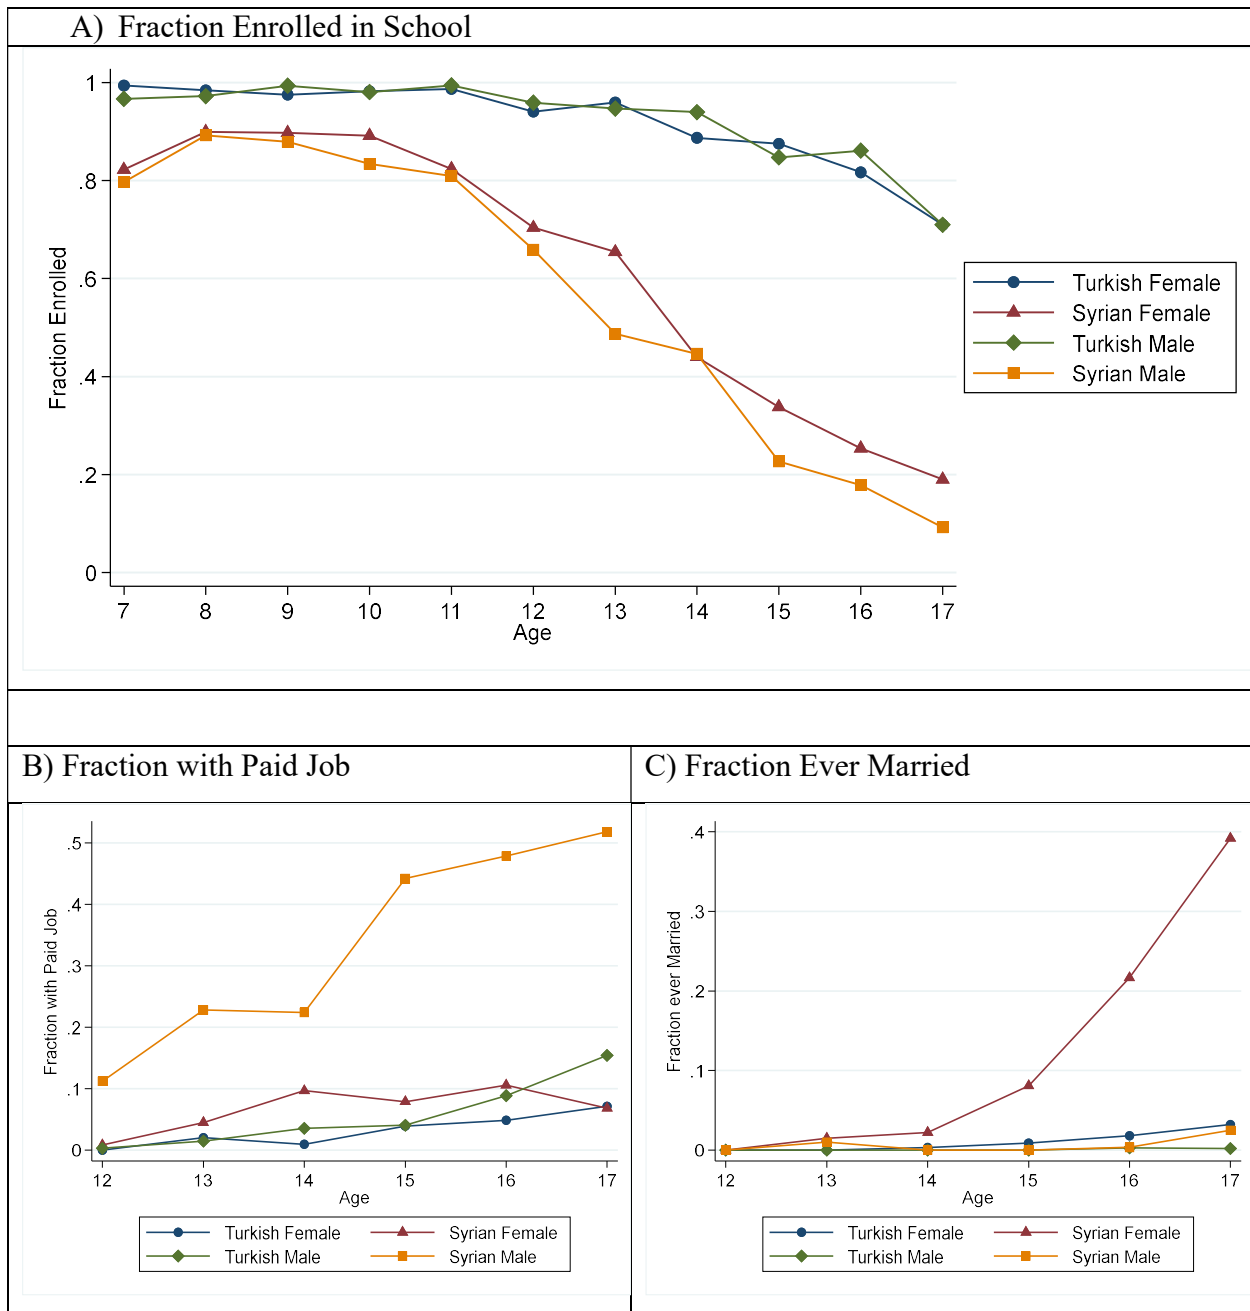 A) Fraction Enrolled in School
1
.8
.6
.4
.2
0
Fraction Enrolled
7 8 9 10 11 12 13 14 15 16 17
Age
Turkish Female
Syrian Female
Turkish Male
Syrian Male
B) Fraction with Paid Job
.5
.4
.3
.2
.1
0
Fraction with Paid Job
12 13 14 15 16 17
Age
Turkish Female Syrian Female
Turkish Male Syrian Male
C) Fraction Ever Married
.4
.3
.2
.1
0
Fraction ever Married
12 13 14 15 16 17
Age
Turkish Female Syrian Female
Turkish Male Syrian Male